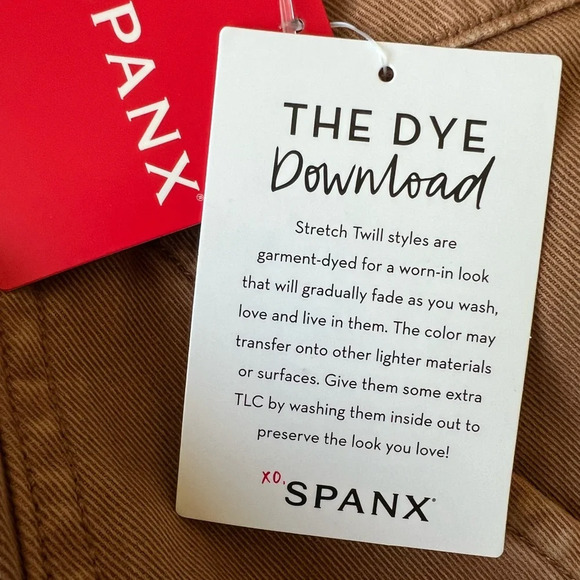 PANX®
THE DYE
Download
Stretch Twill styles are
garment-dyed for a worn-in look
that will gradually fade as you wash,
love and live in them. The color may
transfer onto other lighter materials
or surfaces. Give them some extra
TLC by washing them inside out to
preserve the look you love!
XO,
SPANX®